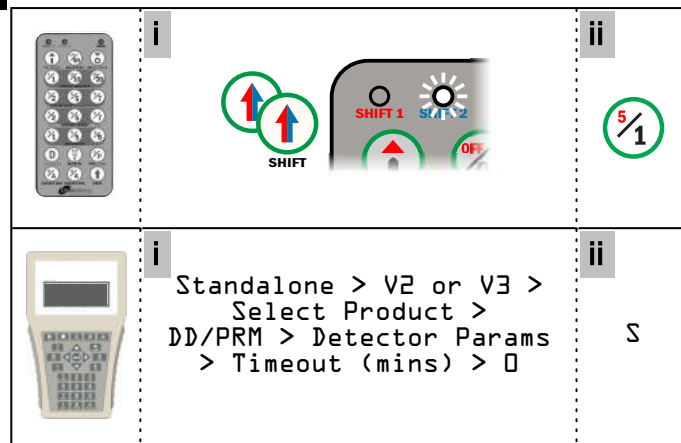 i
ii
SHIFT 1
SHIFT 2
OFF
SHIFT
5/1
i
ii
Standalone > V2 or V3 >
Select Product >
DD/PRM > Detector Params
> Timeout (mins) > 0
S